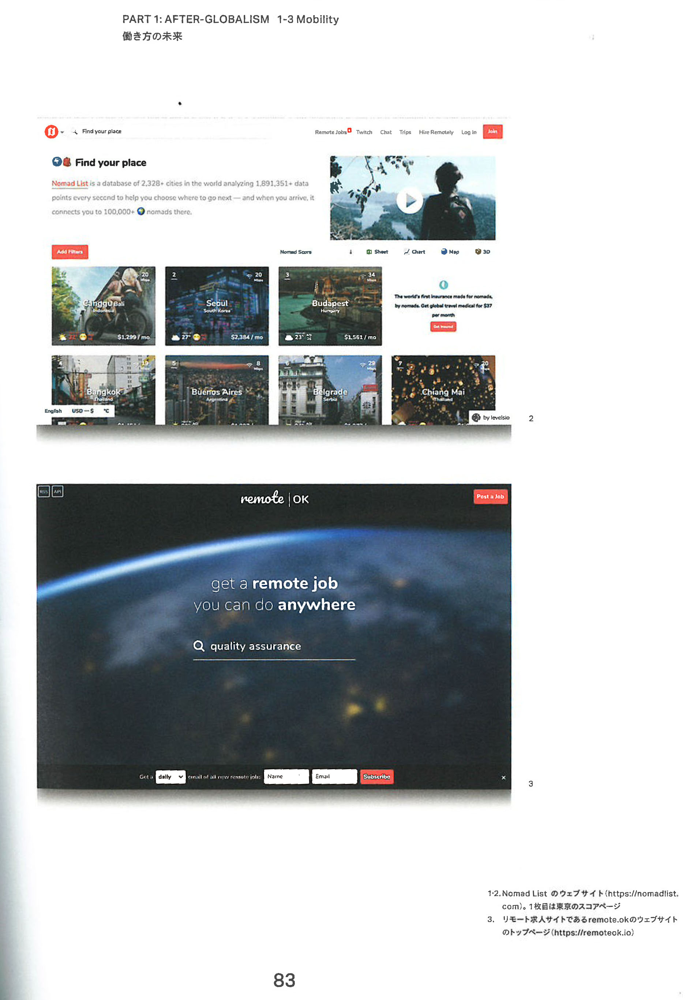 PART 1: AFTER-GLOBALISM 1-3 Mobility
働き方の未来
Find your place
Remote Jobs Twitch Chat Trips Hire Remotely Log In Join
Find your place
Nomad List is a database of 2,328+ cities in the world analyzing 1,891,351+ data
points every second to help you choose where to go next — and when you arrive, it
connects you to 100,000+ nomads there.
Add Filters
Nomad Score Sheet Chart Map 3D
1 20 Mbps
Canggu Bali
Indonesia
32° $1,299 / mo
2 20 Mbps
Seoul
South Korea
27° $2,384 / mo
3 34 Mbps
Budapest
Hungary
23° AQI 26 $1,561 / mo
The world's first insurance made for nomads,
by nomads. Get global travel medical for $37
per month
Get insured
4 19 Mbps
Bangkok
Thailand
5 8 Mbps
Buenos Aires
Argentina
6 29 Mbps
Belgrade
Serbia
7 20 Mbps
Chiang Mai
Thailand
English USD — $ °C
by levelsio
2
RSS API
remote | OK
Post a Job
get a remote job
you can do anywhere
quality assurance
Get a daily email of all new remote jobs Name Email Subscribe ×
3
1-2. Nomad List のウェブサイト（https://nomadlist.
com）。1枚目は東京のスコアページ
3. リモート求人サイトであるremote.okのウェブサイト
のトップページ（https://remoteok.io）
83